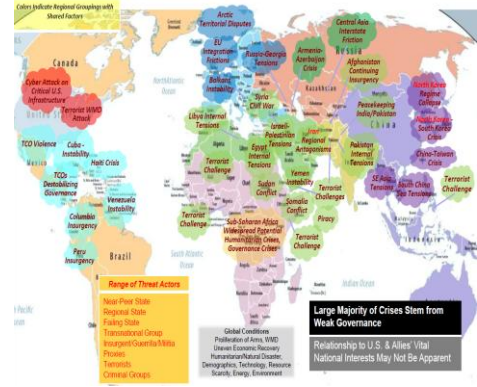 Colors Indicate Regional Groupings with
Shared Factors
Arctic
Territorial Disputes
EU
Integration
Frictions
Russia-Georgia
Tensions
Balkans
Instability
Armenia-
Azerbaijan
Crisis
Central Asia
Interstate
Friction
Russia
Canada
Cyber Attack on
Critical U.S.
Infrastructure
Terrorist WMD
Attack
North Atlantic
Ocean
Kazakhstan
Afghanistan
Continuing
Insurgency
North Korea
Regime
Collapse
South Korea
Crisis
Peacekeeping
India/Pakistan
China
China-Taiwan
Crisis
Syria
Civil War
Libya Internal
Tensions
Israeli-
Palestinian
Tensions
Iran
Regional
Antagonisms
Egypt
Internal
Tensions
Pakistan
Internal
Tensions
TCO Violence
Cuba-
Instability
Haiti Crisis
TCOs
Destabilizing
Governance
Venezuela
Instability
Columbia
Insurgency
Peru
Insurgency
Brazil
Terrorist
Challenge
Sudan
Conflict
Yemen
Instability
Terrorist
Challenges
SE Asia
Tensions
South China
Sea Tensions
Terrorist
Challenge
Terrorist
Challenge
Somalia
Conflict
Piracy
Sub-Saharan Africa
Widespread Potential
Humanitarian Crises,
Governance Crises
Terrorist
Challenge
South Atlantic
Ocean
Indian Ocean
Range of Threat Actors
Near-Peer State
Regional State
Failing State
Transnational Group
Insurgent/Guerilla/Militia
Proxies
Terrorists
Criminal Groups
Global Conditions
Proliferation of Arms, WMD
Uneven Economic Recovery
Humanitarian/Natural Disaster,
Demographics, Technology, Resource
Scarcity, Energy, Environment
Large Majority of Crises Stem from
Weak Governance
Relationship to U.S. & Allies' Vital
National Interests May Not be Apparent